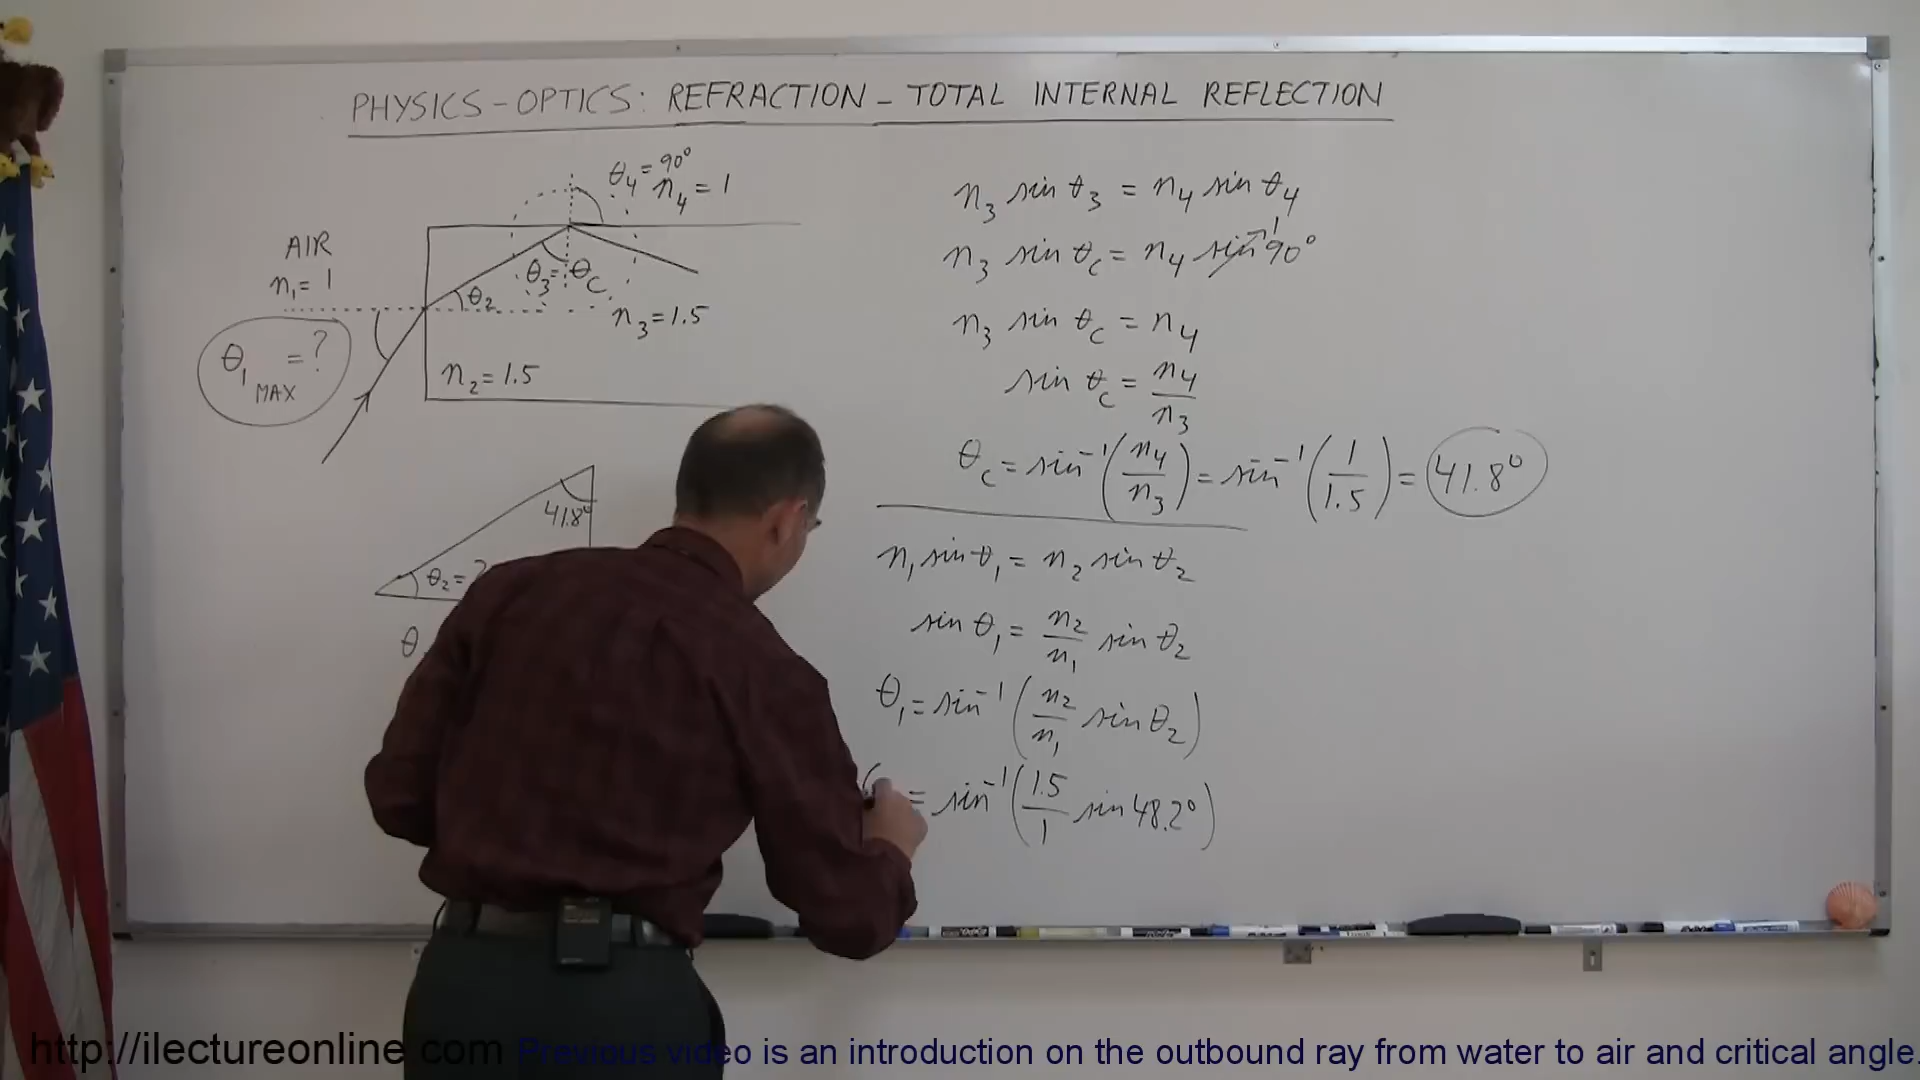 PHYSICS-OPTICS: REFRACTION - TOTAL INTERNAL REFLECTION
θ₄ = 90°
n₄ = 1
AIR
n₁ = 1
θ₃ = θc
θ₂
n₃ = 1.5
θ₁ MAX = ?
n₂ = 1.5
41.8°
θ₂ = ?
θ
n₃ sin θ₃ = n₄ sin θ₄
n₃ sin θc = n₄ sin 90° 1
n₃ sin θc = n₄
sin θc = n₄/n₃
θc = sin⁻¹(n₄/n₃) = sin⁻¹(1/1.5) = 41.8°
n₁ sin θ₁ = n₂ sin θ₂
sin θ₁ = n₂/n₁ sin θ₂
θ₁ = sin⁻¹(n₂/n₁ sin θ₂)
= sin⁻¹(1.5/1 sin 48.2°)
http://ilectureonline.com Previous video is an introduction on the outbound ray from water to air and critical angle.